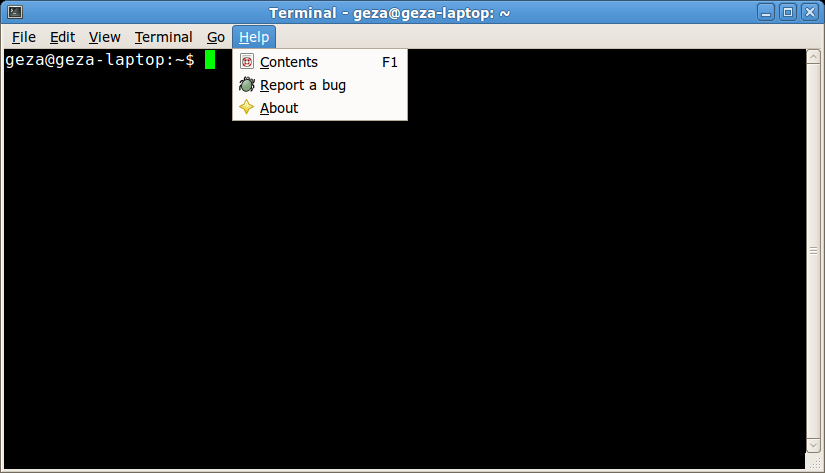 Terminal - geza@geza-laptop: ~
File Edit View Terminal Go Help
geza@geza-laptop:~$
Contents F1
Report a bug
About